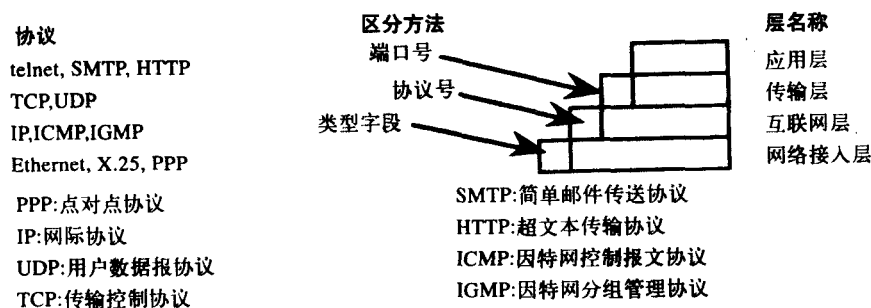 协议
区分方法
层名称
telnet, SMTP, HTTP
端口号
应用层
TCP,UDP
协议号
传输层
IP,ICMP,IGMP
类型字段
互联网层
Ethernet, X.25, PPP
网络接入层
PPP:点对点协议
SMTP:简单邮件传送协议
IP:网际协议
HTTP:超文本传输协议
UDP:用户数据报协议
ICMP:因特网控制报文协议
TCP:传输控制协议
IGMP:因特网分组管理协议